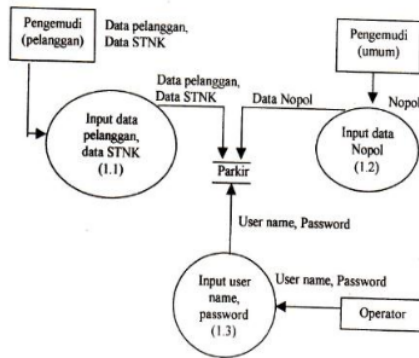 Pengemudi
(pelanggan)
Data pelanggan,
Data STNK
Pengemudi
(umum)
Data pelanggan,
Data STNK
Data Nopol
Nopol
Input data
pelanggan,
data STNK
(1.1)
Input data
Nopol
(1.2)
Parkir
User name, Password
Input user
name,
password
(1.3)
User name, Password
Operator